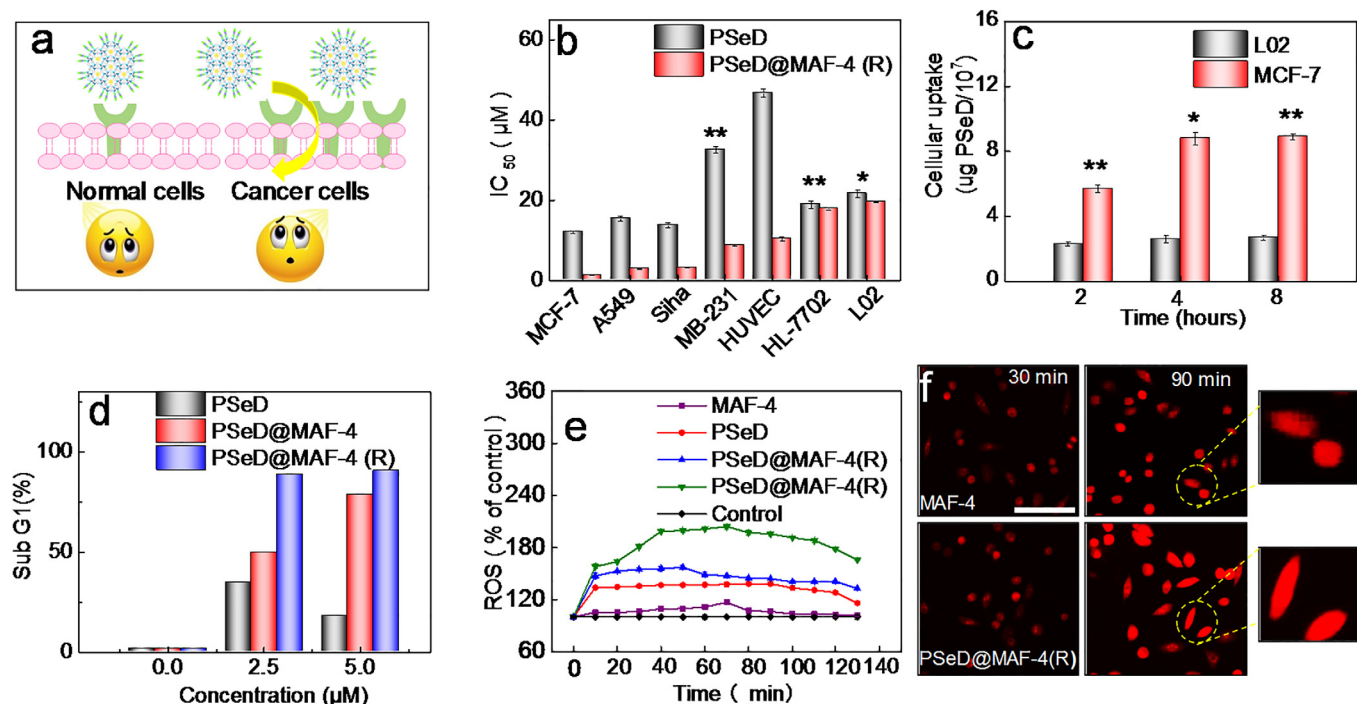 a
Normal cells
Cancer cells
b
PSeD
PSeD@MAF-4 (R)
IC 50 (µM)
60
40
20
0
MCF-7
A549
Siha
MB-231
HUVEC
HL-7702
L02
**
**
*
c
L02
MCF-7
Cellular uptake
(ug PSeD/10⁷)
16
12
8
4
0
**
*
**
2
4
8
Time (hours)
d
PSeD
PSeD@MAF-4
PSeD@MAF-4 (R)
Sub G1(%)
100
50
0
0.0
2.5
5.0
Concentration (µM)
e
MAF-4
PSeD
PSeD@MAF-4(R)
PSeD@MAF-4(R)
Control
ROS (% of control)
360
300
240
180
120
60
0 20 40 60 80 100 120 140
Time ( min)
f
30 min
90 min
MAF-4
PSeD@MAF-4(R)